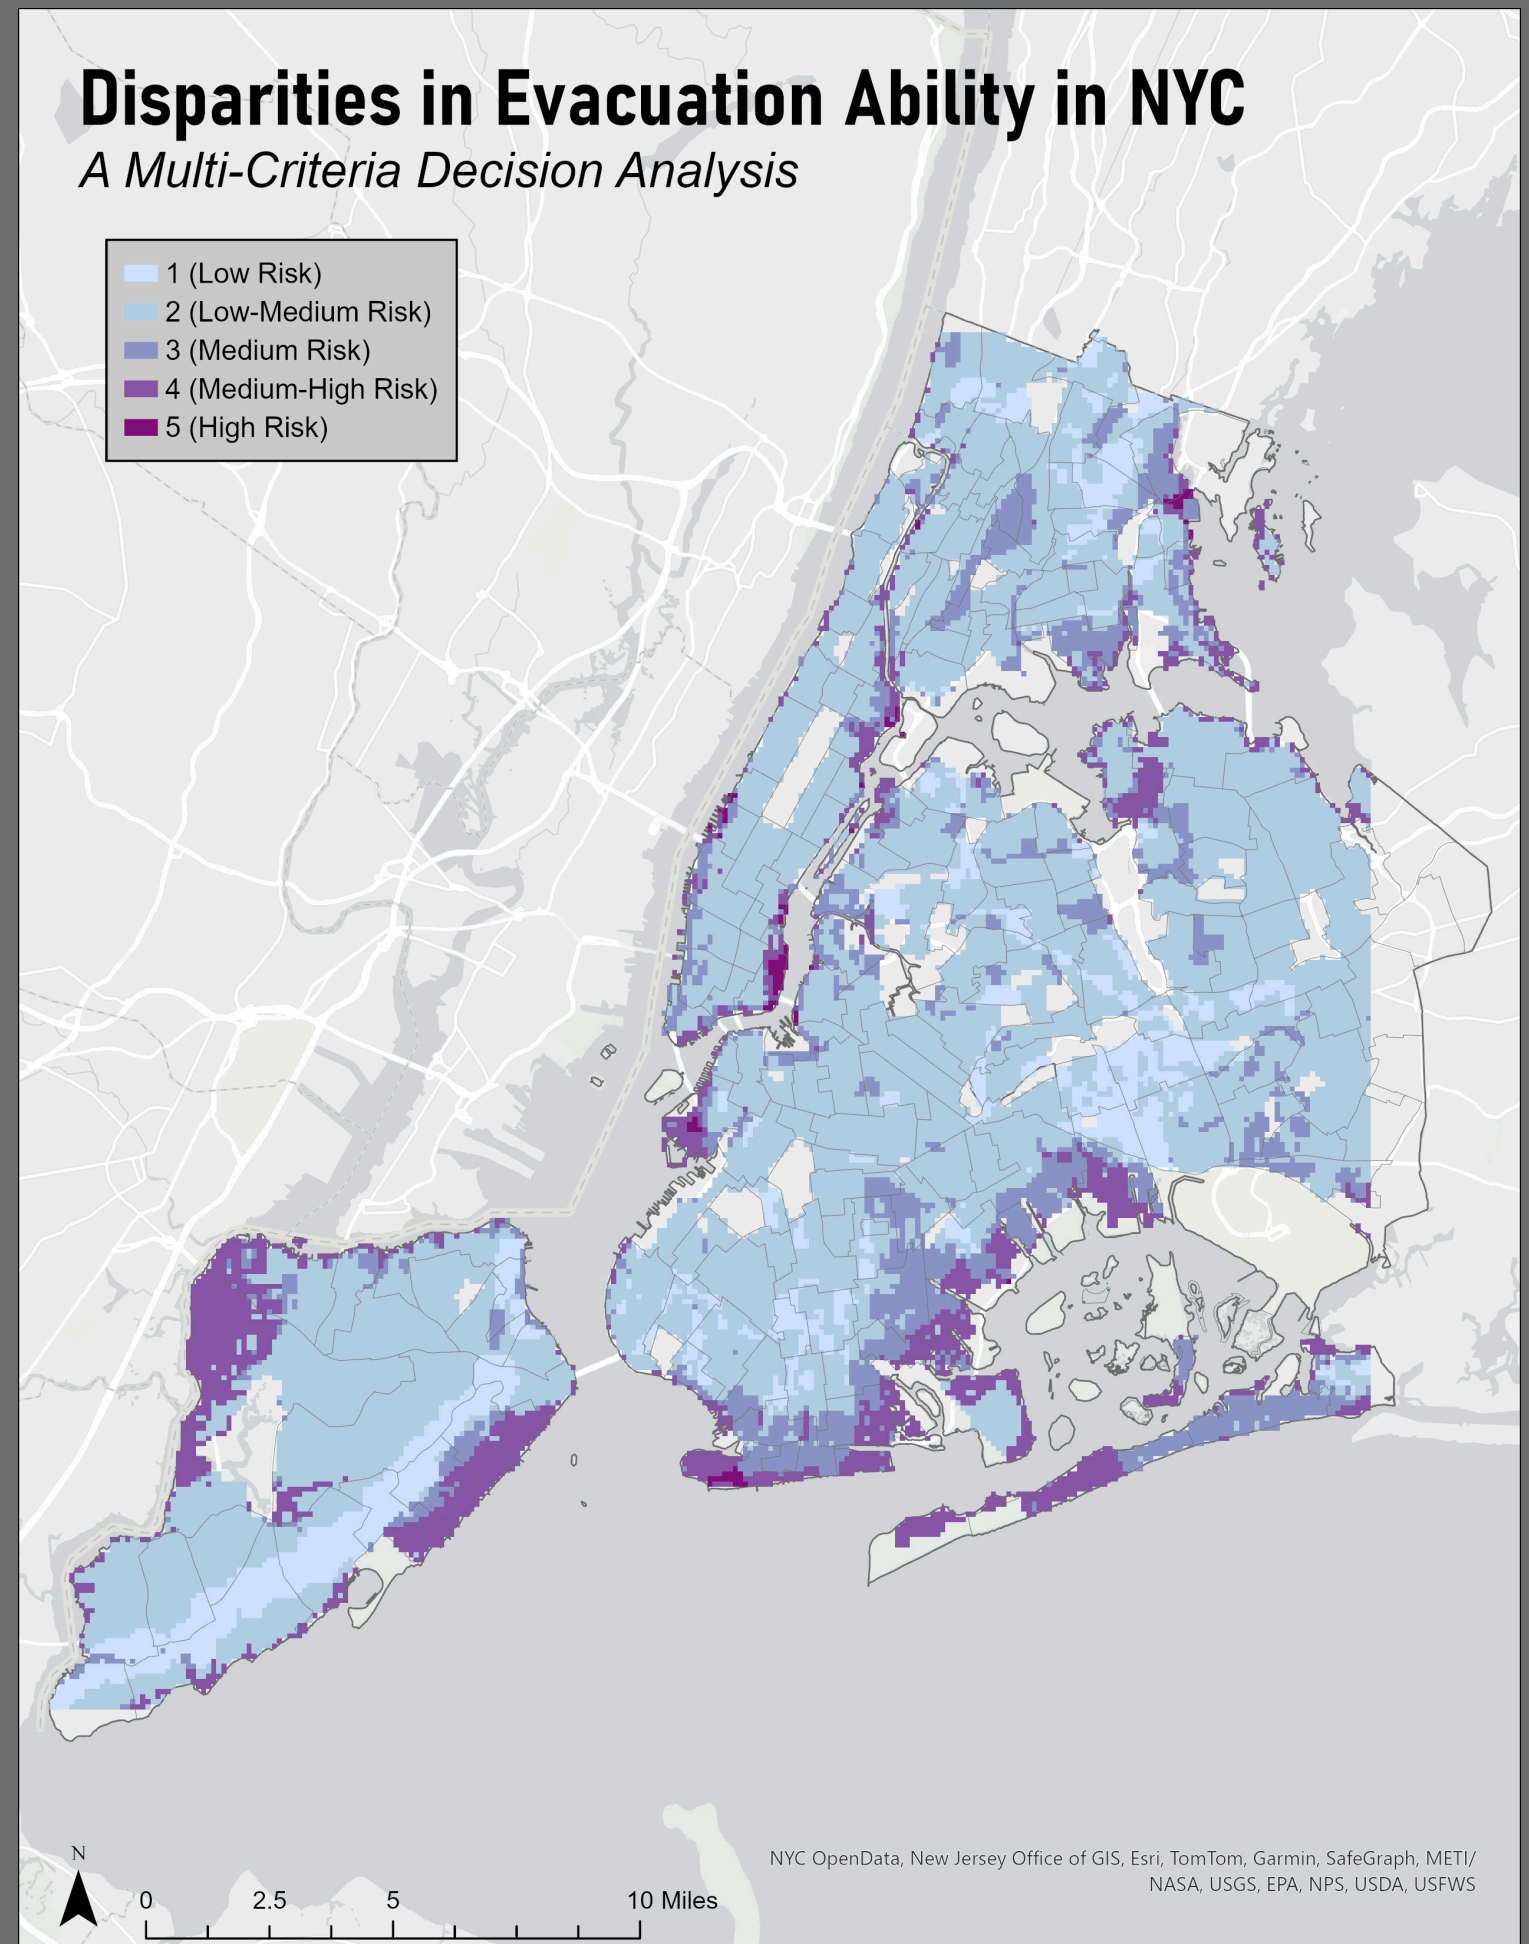 Disparities in Evacuation Ability in NYC
A Multi-Criteria Decision Analysis
1 (Low Risk)
2 (Low-Medium Risk)
3 (Medium Risk)
4 (Medium-High Risk)
5 (High Risk)
NYC OpenData, New Jersey Office of GIS, Esri, TomTom, Garmin, SafeGraph, METI/
NASA, USGS, EPA, NPS, USDA, USFWS
N
0 2.5 5 10 Miles